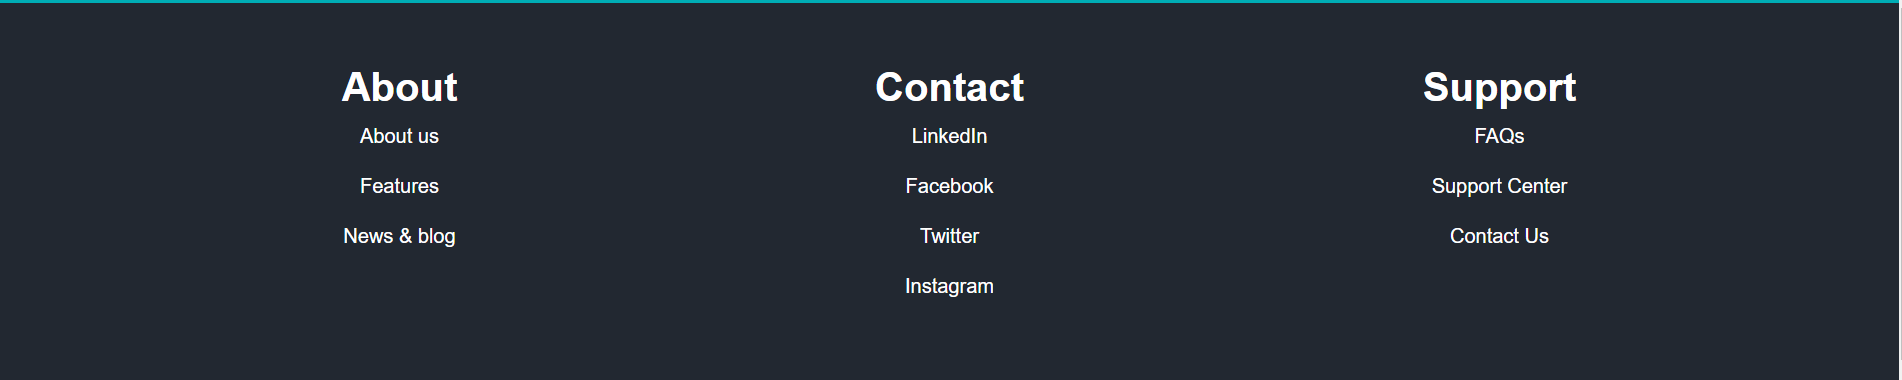 About
About us
Features
News & blog
Contact
LinkedIn
Facebook
Twitter
Instagram
Support
FAQs
Support Center
Contact Us